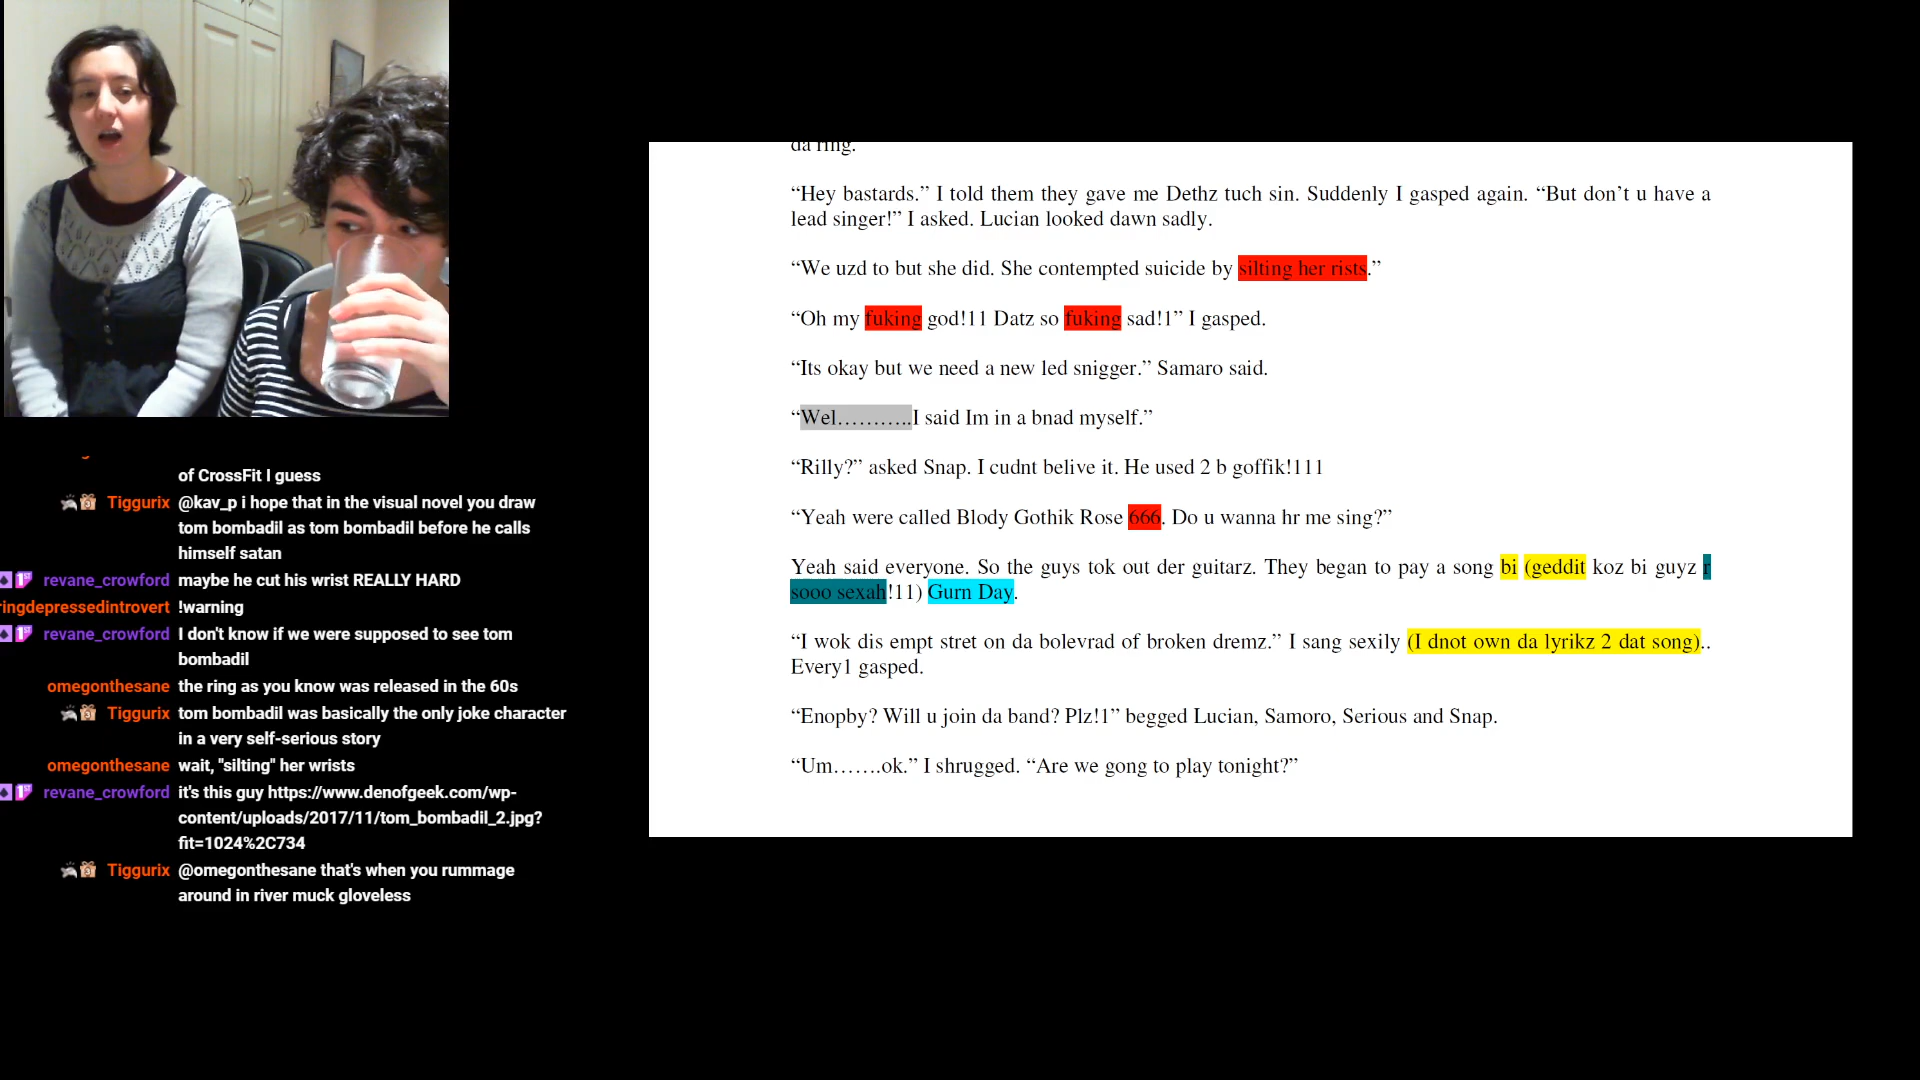 of CrossFit I guess
Tiggurix @kav_p i hope that in the visual novel you draw
tom bombadil as tom bombadil before he calls
himself satan
revane_crowford maybe he cut his wrist REALLY HARD
ringdepressedintrovert !warning
revane_crowford I don't know if we were supposed to see tom
bombadil
omegonthesane the ring as you know was released in the 60s
Tiggurix tom bombadil was basically the only joke character
in a very self-serious story
omegonthesane wait, "silting" her wrists
revane_crowford it's this guy https://www.denofgeek.com/wp-
content/uploads/2017/11/tom_bombadil_2.jpg?
fit=1024%2C734
Tiggurix @omegonthesane that's when you rummage
around in river muck gloveless
da ring.
“Hey bastards.” I told them they gave me Dethz tuch sin. Suddenly I gasped again. “But don’t u have a
lead singer!” I asked. Lucian looked dawn sadly.
“We uzd to but she did. She contempted suicide by silting her rists.”
“Oh my fuking god!11 Datz so fuking sad!1” I gasped.
“Its okay but we need a new led snigger.” Samaro said.
“Wel………..I said Im in a bnad myself.”
“Rilly?” asked Snap. I cudnt belive it. He used 2 b goffik!111
“Yeah were called Blody Gothik Rose 666. Do u wanna hr me sing?”
Yeah said everyone. So the guys tok out der guitarz. They began to pay a song bi (geddit koz bi guyz r
sooo sexah!11) Gurn Day.
“I wok dis empt stret on da bolevrad of broken dremz.” I sang sexily (I dnot own da lyrikz 2 dat song)..
Every1 gasped.
“Enopby? Will u join da band? Plz!1” begged Lucian, Samoro, Serious and Snap.
“Um…….ok.” I shrugged. “Are we gong to play tonight?”